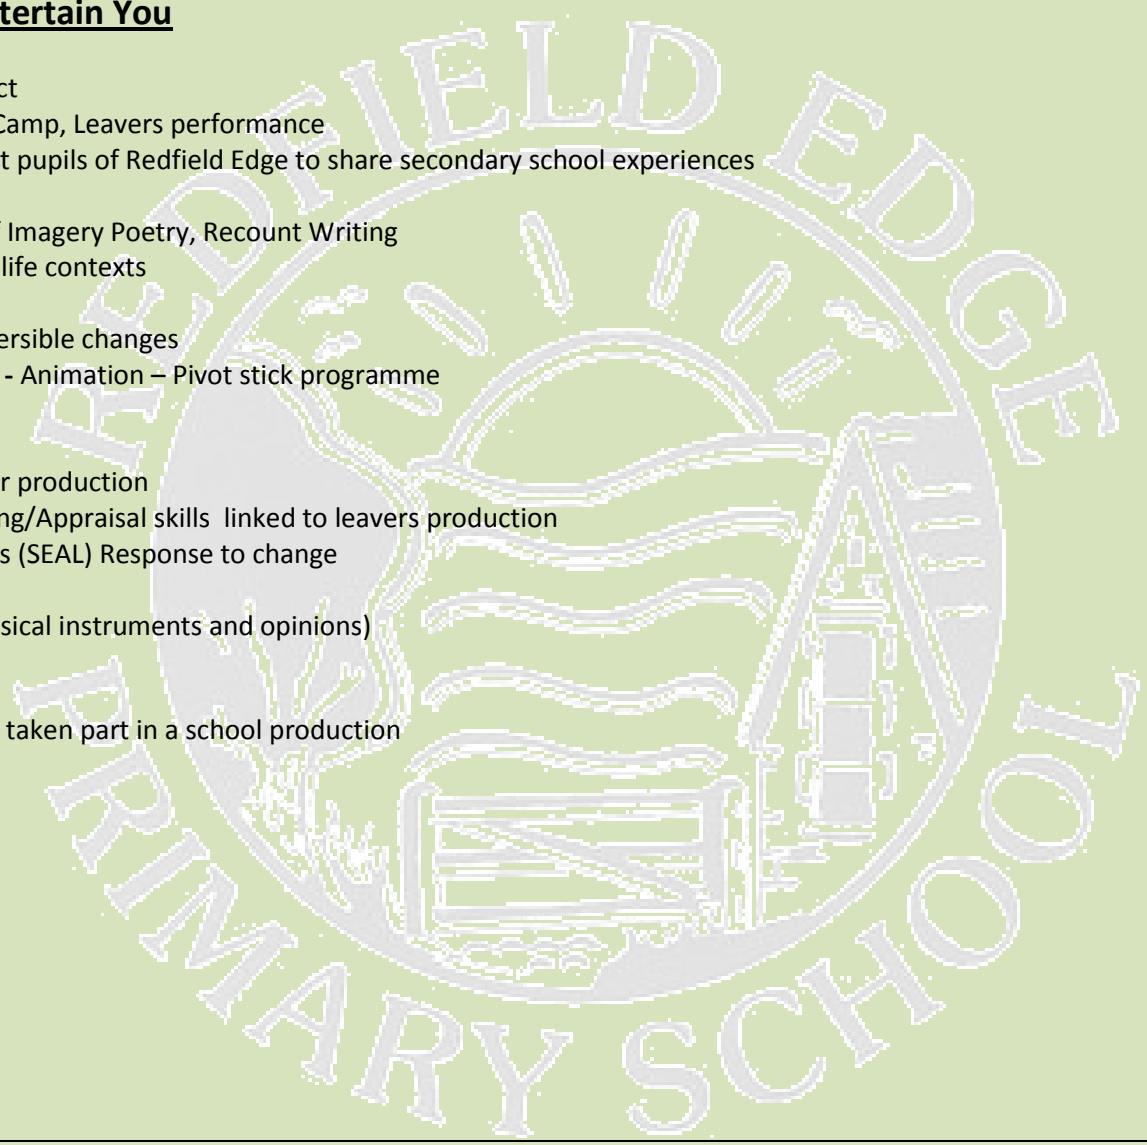 tertain You
ct
Camp, Leavers performance
t pupils of Redfield Edge to share secondary school experiences
f Imagery Poetry, Recount Writing
life contexts
ersible changes
- Animation – Pivot stick programme
r production
ng/Appraisal skills linked to leavers production
s (SEAL) Response to change
sical instruments and opinions)
taken part in a school production
REDFIELD EDGE
PRIMARY SCHOOL